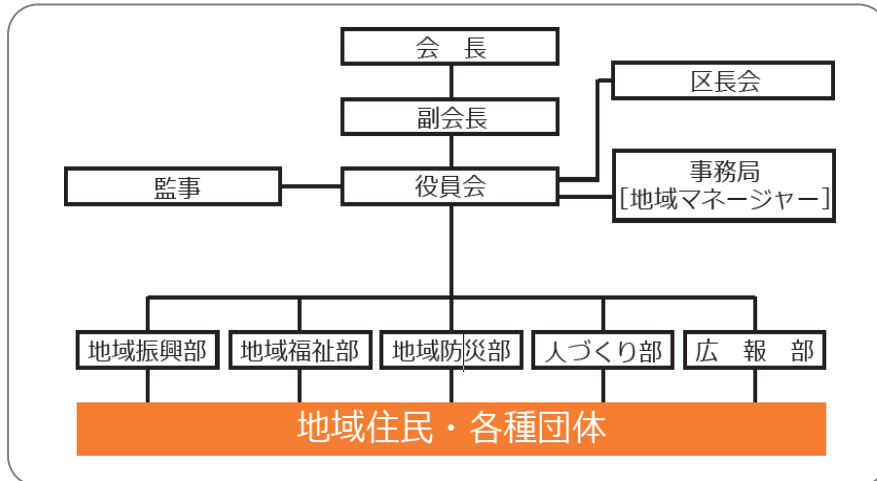 会　長
副会長
区長会
監事
役員会
事務局
[地域マネージャー]
地域振興部
地域福祉部
地域防災部
人づくり部
広　報　部
地域住民・各種団体